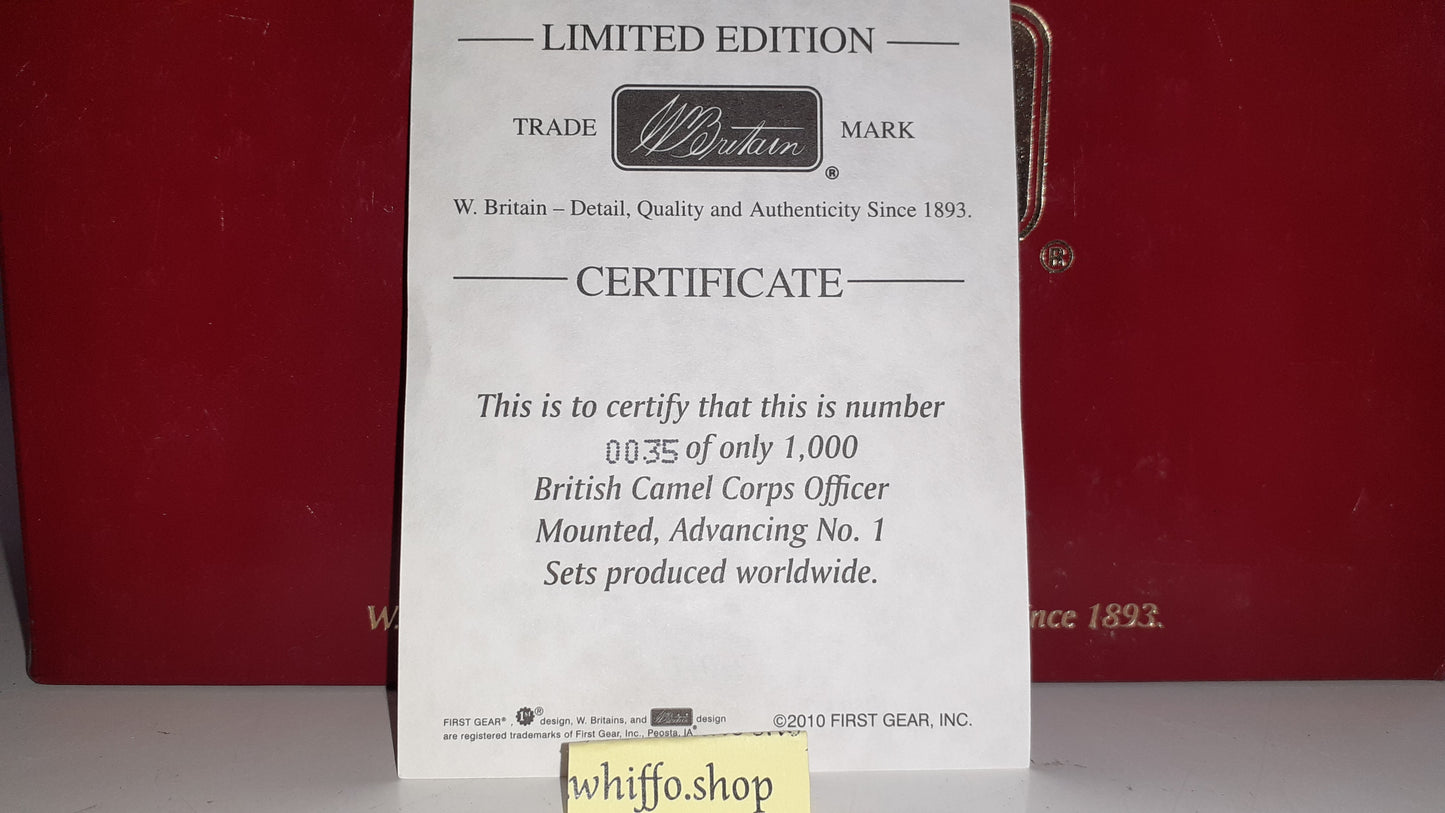 LIMITED EDITION
TRADE W Britain MARK
®
W. Britain – Detail, Quality and Authenticity Since 1893.
®
CERTIFICATE
This is to certify that this is number
0035 of only 1,000
British Camel Corps Officer
Mounted, Advancing No. 1
Sets produced worldwide.
W. nce 1893.
FIRST GEAR®, 1st® design, W. Britains, and W Britain design
are registered trademarks of First Gear, Inc., Peosta, IA
©2010 FIRST GEAR, INC.
whiffo.shop